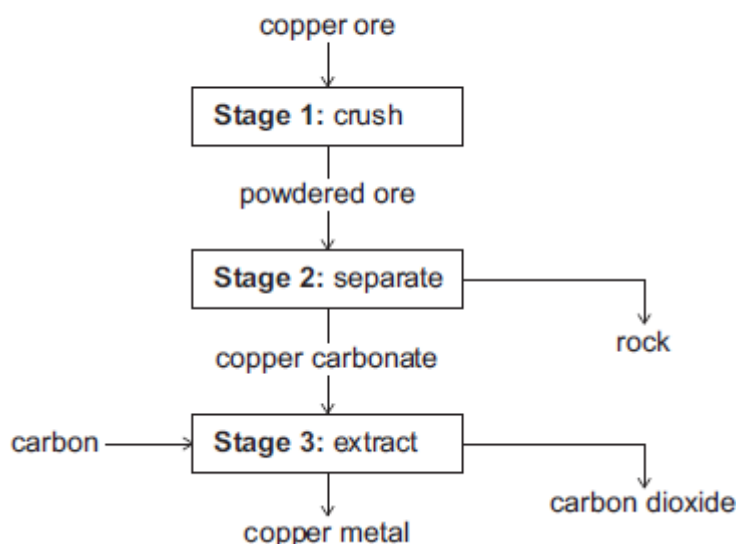 copper ore
Stage 1: crush
powdered ore
Stage 2: separate
rock
copper carbonate
carbon
Stage 3: extract
carbon dioxide
copper metal